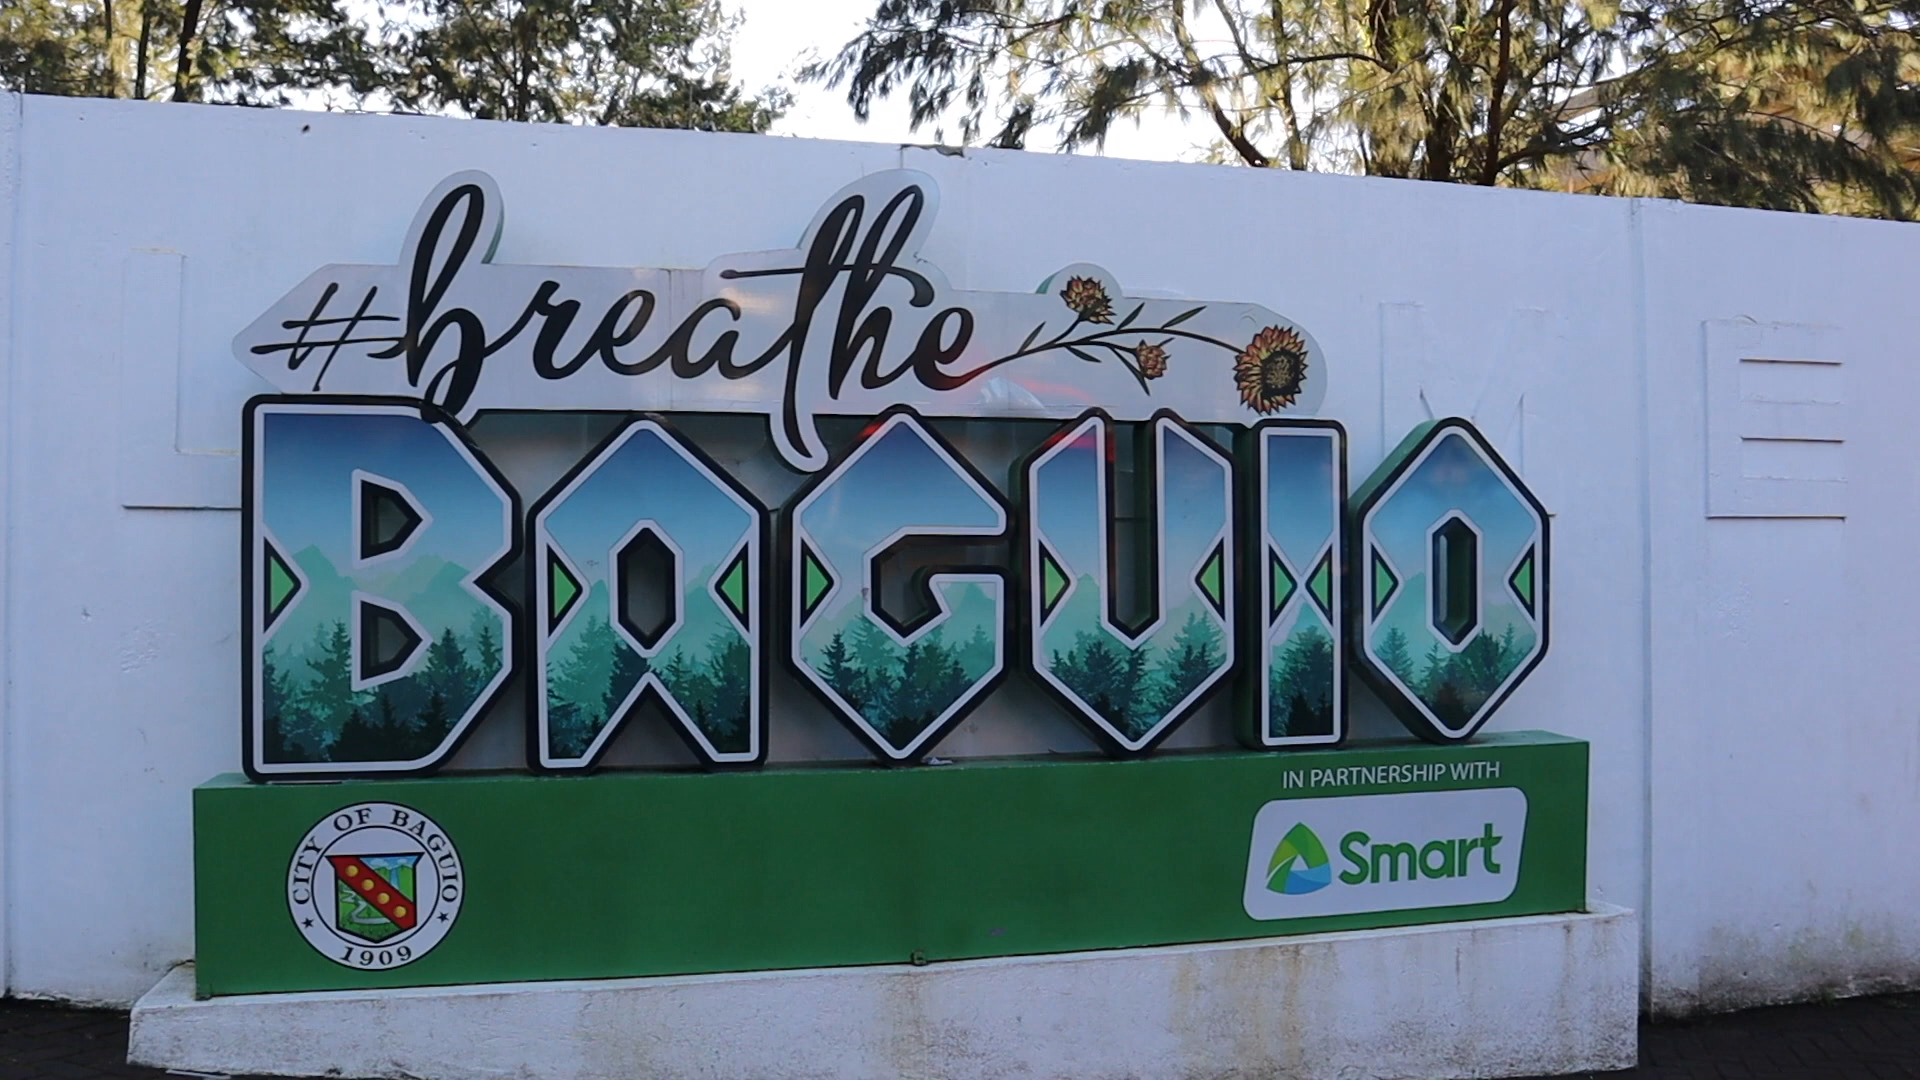 #breathe
BAGUIO
IN PARTNERSHIP WITH
Smart
CITY OF BAGUIO
1909